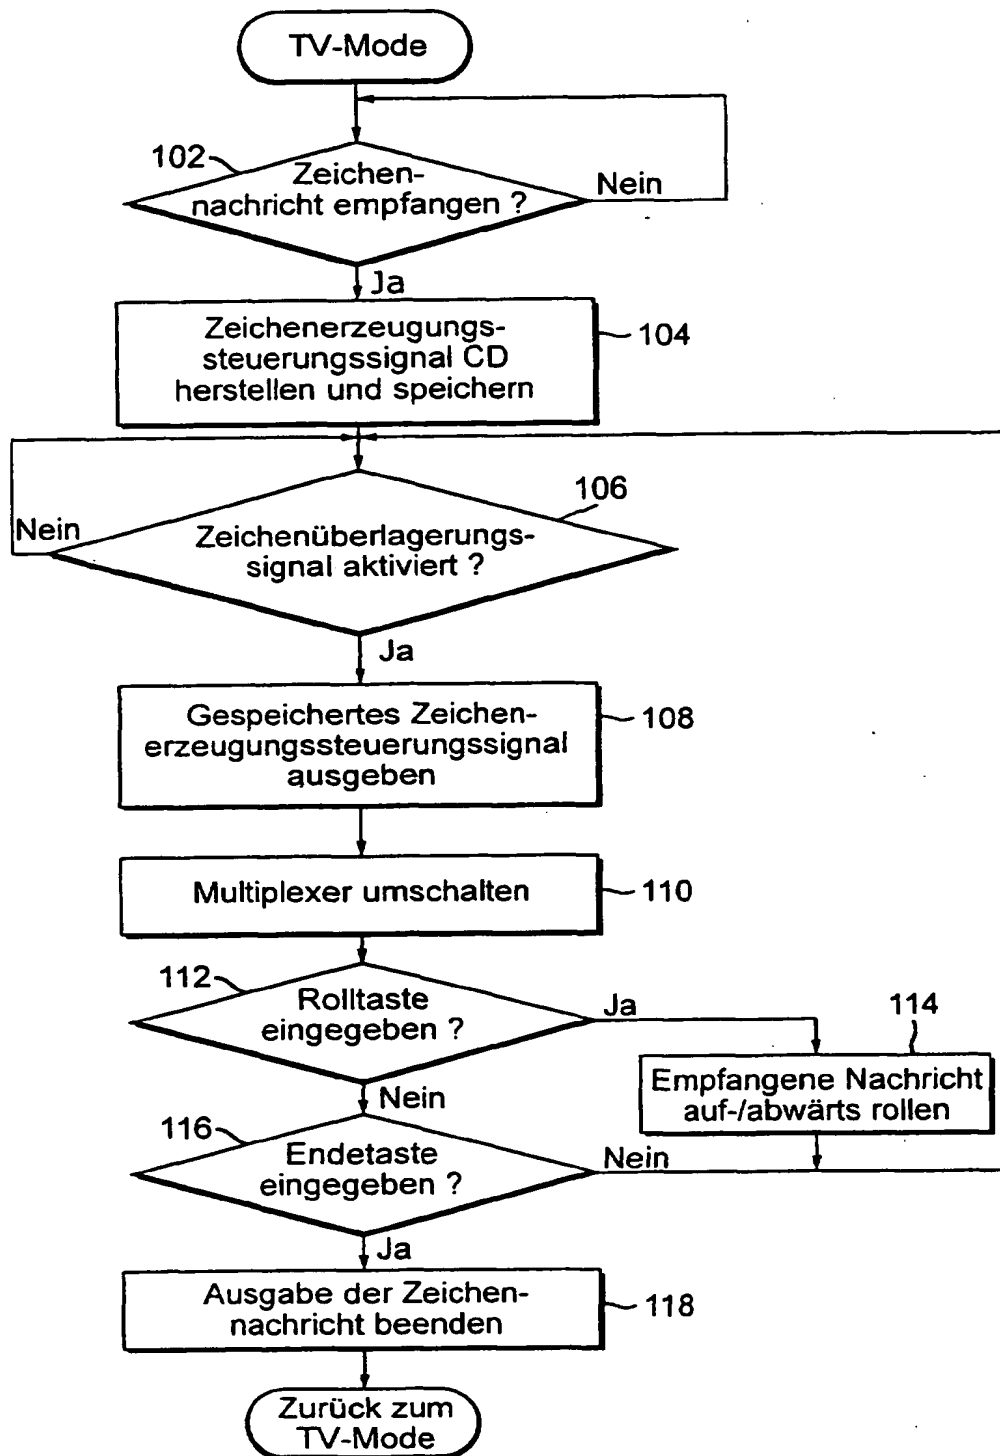 TV-Mode
102
Zeichen-
nachricht empfangen ?
Nein
Ja
Zeichenerzeugungs-
steuerungssignal CD
herstellen und speichern
104
106
Nein
Zeichenüberlagerungs-
signal aktiviert ?
Ja
Gespeichertes Zeichen-
erzeugungssteuerungssignal
ausgeben
108
Multiplexer umschalten
110
112
Rolltaste
eingegeben ?
Ja
114
Empfangene Nachricht
auf-/abwärts rollen
Nein
116
Endetaste
eingegeben ?
Nein
Ja
Ausgabe der Zeichen-
nachricht beenden
118
Zurück zum
TV-Mode